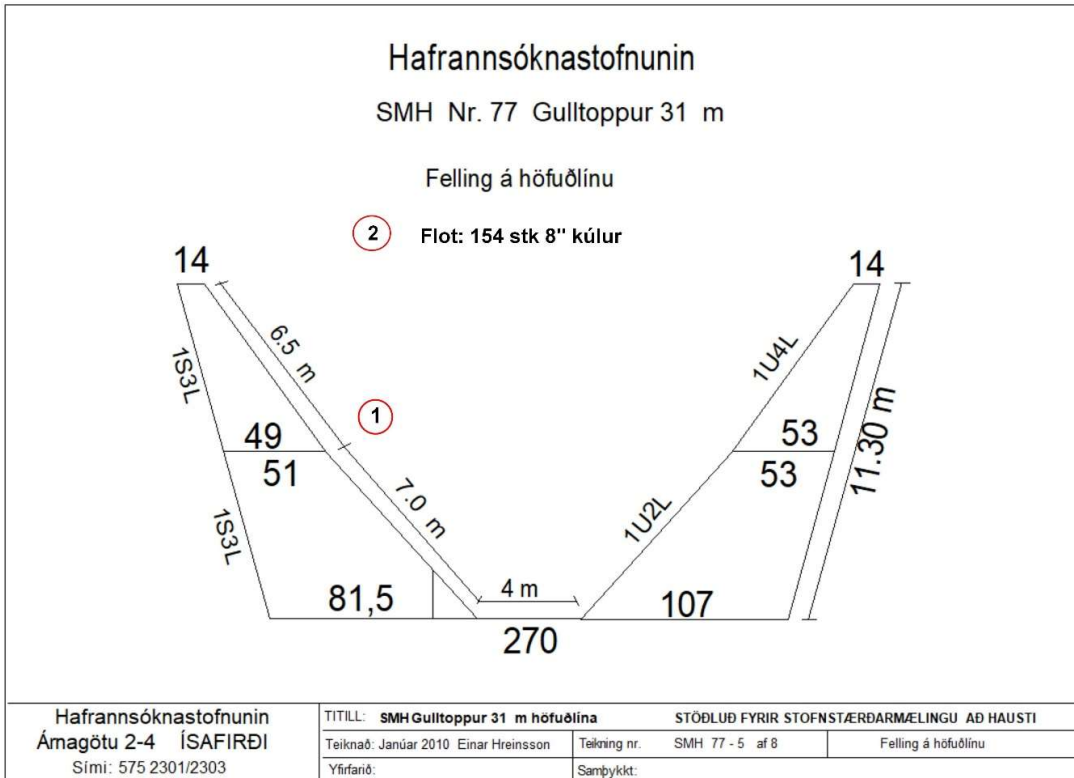 Hafrannsóknastofnunin
SMH Nr. 77 Gulltoppur 31 m
Felling á höfuðlínu
2 Flot: 154 stk 8" kúlur
14
14
6.5 m
1S3L
1U4L
1
11.30 m
49
53
51
53
7.0 m
1S3L
1U2L
81,5
4 m
107
270
Hafrannsóknastofnunin
Árnagötu 2-4 ÍSAFIRÐI
Sími: 575 2301/2303
TITILL: SMH Gulltoppur 31 m höfuðlína STÖÐLUÐ FYRIR STOFNSTÆRÐARMÆLINGU AÐ HAUSTI
Teiknað: Janúar 2010 Einar Hreinsson Teikning nr. SMH 77 - 5 af 8 Felling á höfuðlínu
Yfirfarið: Samþykkt: